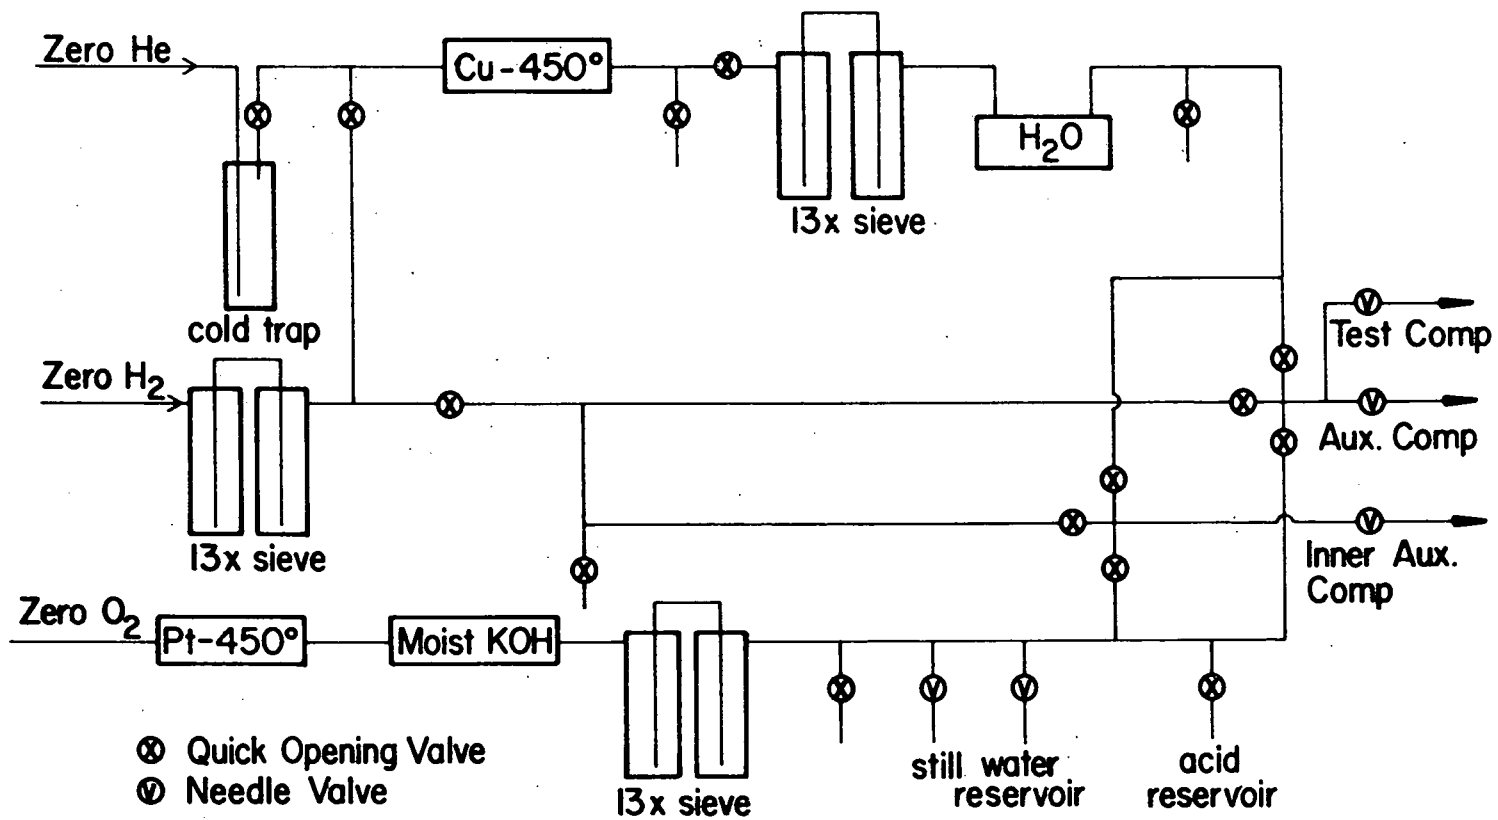 Zero He
Cu-450°
H₂O
13x sieve
cold trap
Test Comp
Zero H₂
Aux. Comp
13x sieve
Inner Aux.
Comp
Zero O₂
Pt-450°
Moist KOH
Quick Opening Valve
Needle Valve
still water
reservoir
acid
reservoir
13x sieve